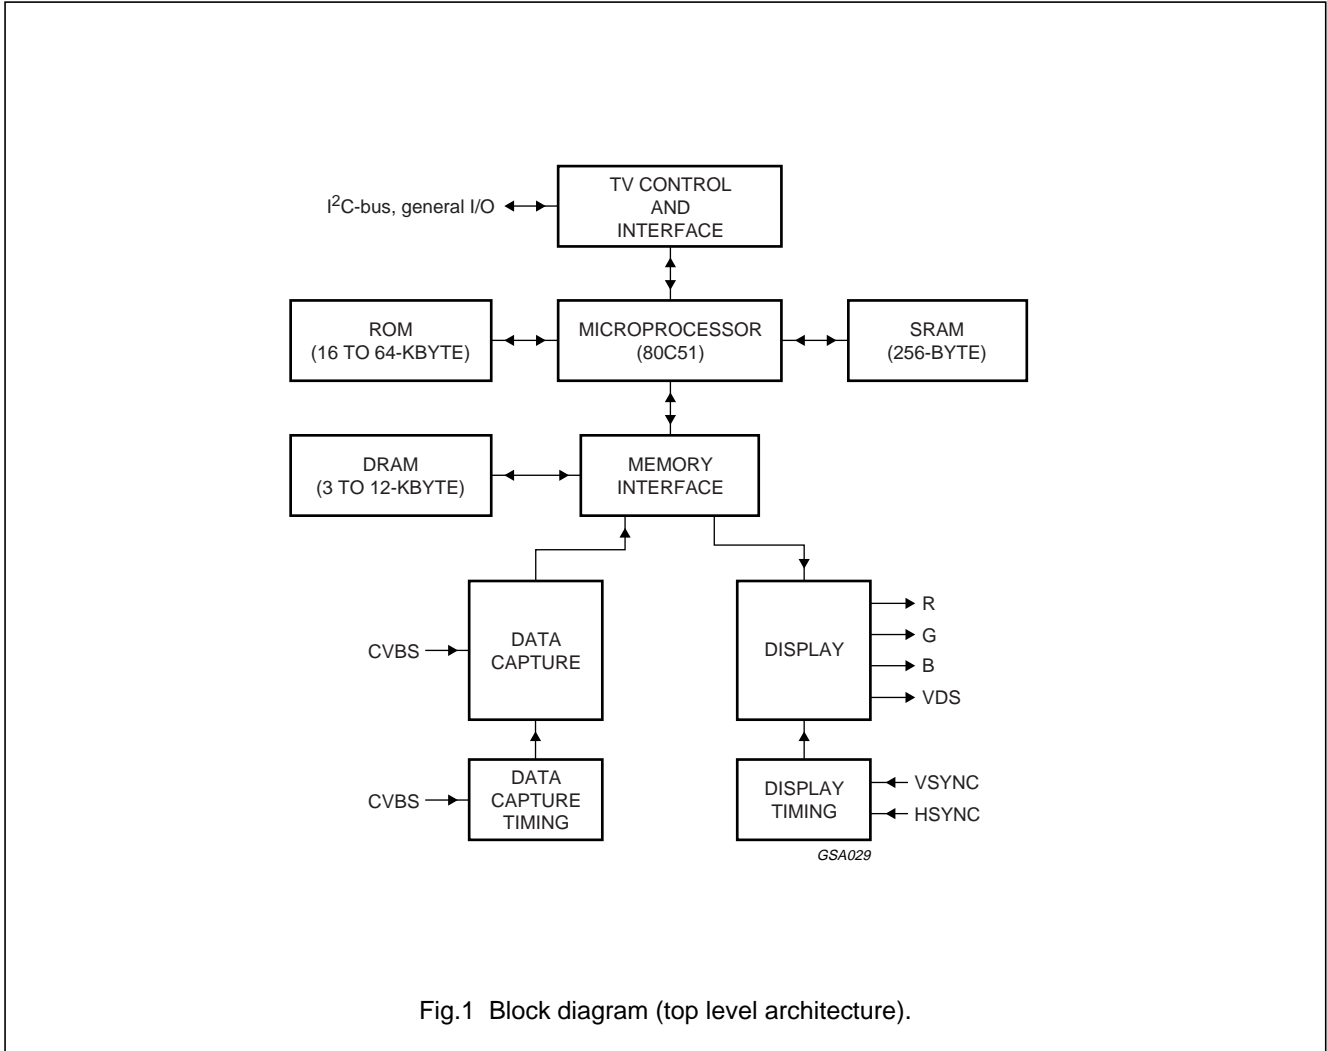 TV CONTROL
AND
INTERFACE
I²C-bus, general I/O
ROM
(16 TO 64-KBYTE)
MICROPROCESSOR
(80C51)
SRAM
(256-BYTE)
DRAM
(3 TO 12-KBYTE)
MEMORY
INTERFACE
DATA
CAPTURE
CVBS
DISPLAY
R
G
B
VDS
DATA
CAPTURE
TIMING
CVBS
DISPLAY
TIMING
VSYNC
HSYNC
GSA029
Fig.1 Block diagram (top level architecture).